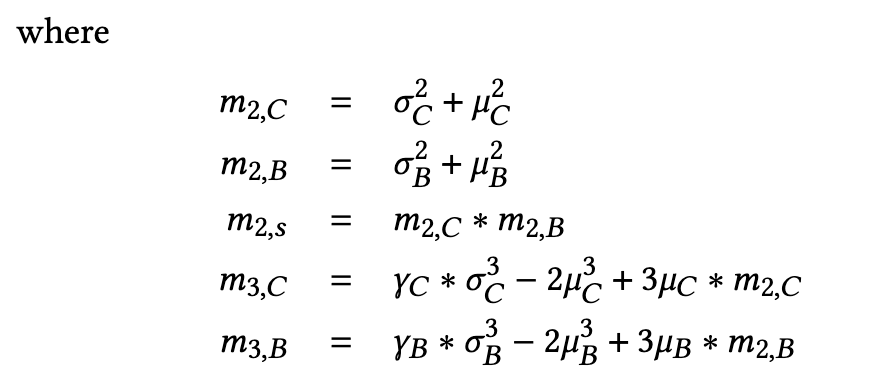 where
m_{2,C} = σ_C^2 + μ_C^2
m_{2,B} = σ_B^2 + μ_B^2
m_{2,s} = m_{2,C} * m_{2,B}
m_{3,C} = γ_C * σ_C^3 − 2μ_C^3 + 3μ_C * m_{2,C}
m_{3,B} = γ_B * σ_B^3 − 2μ_B^3 + 3μ_B * m_{2,B}